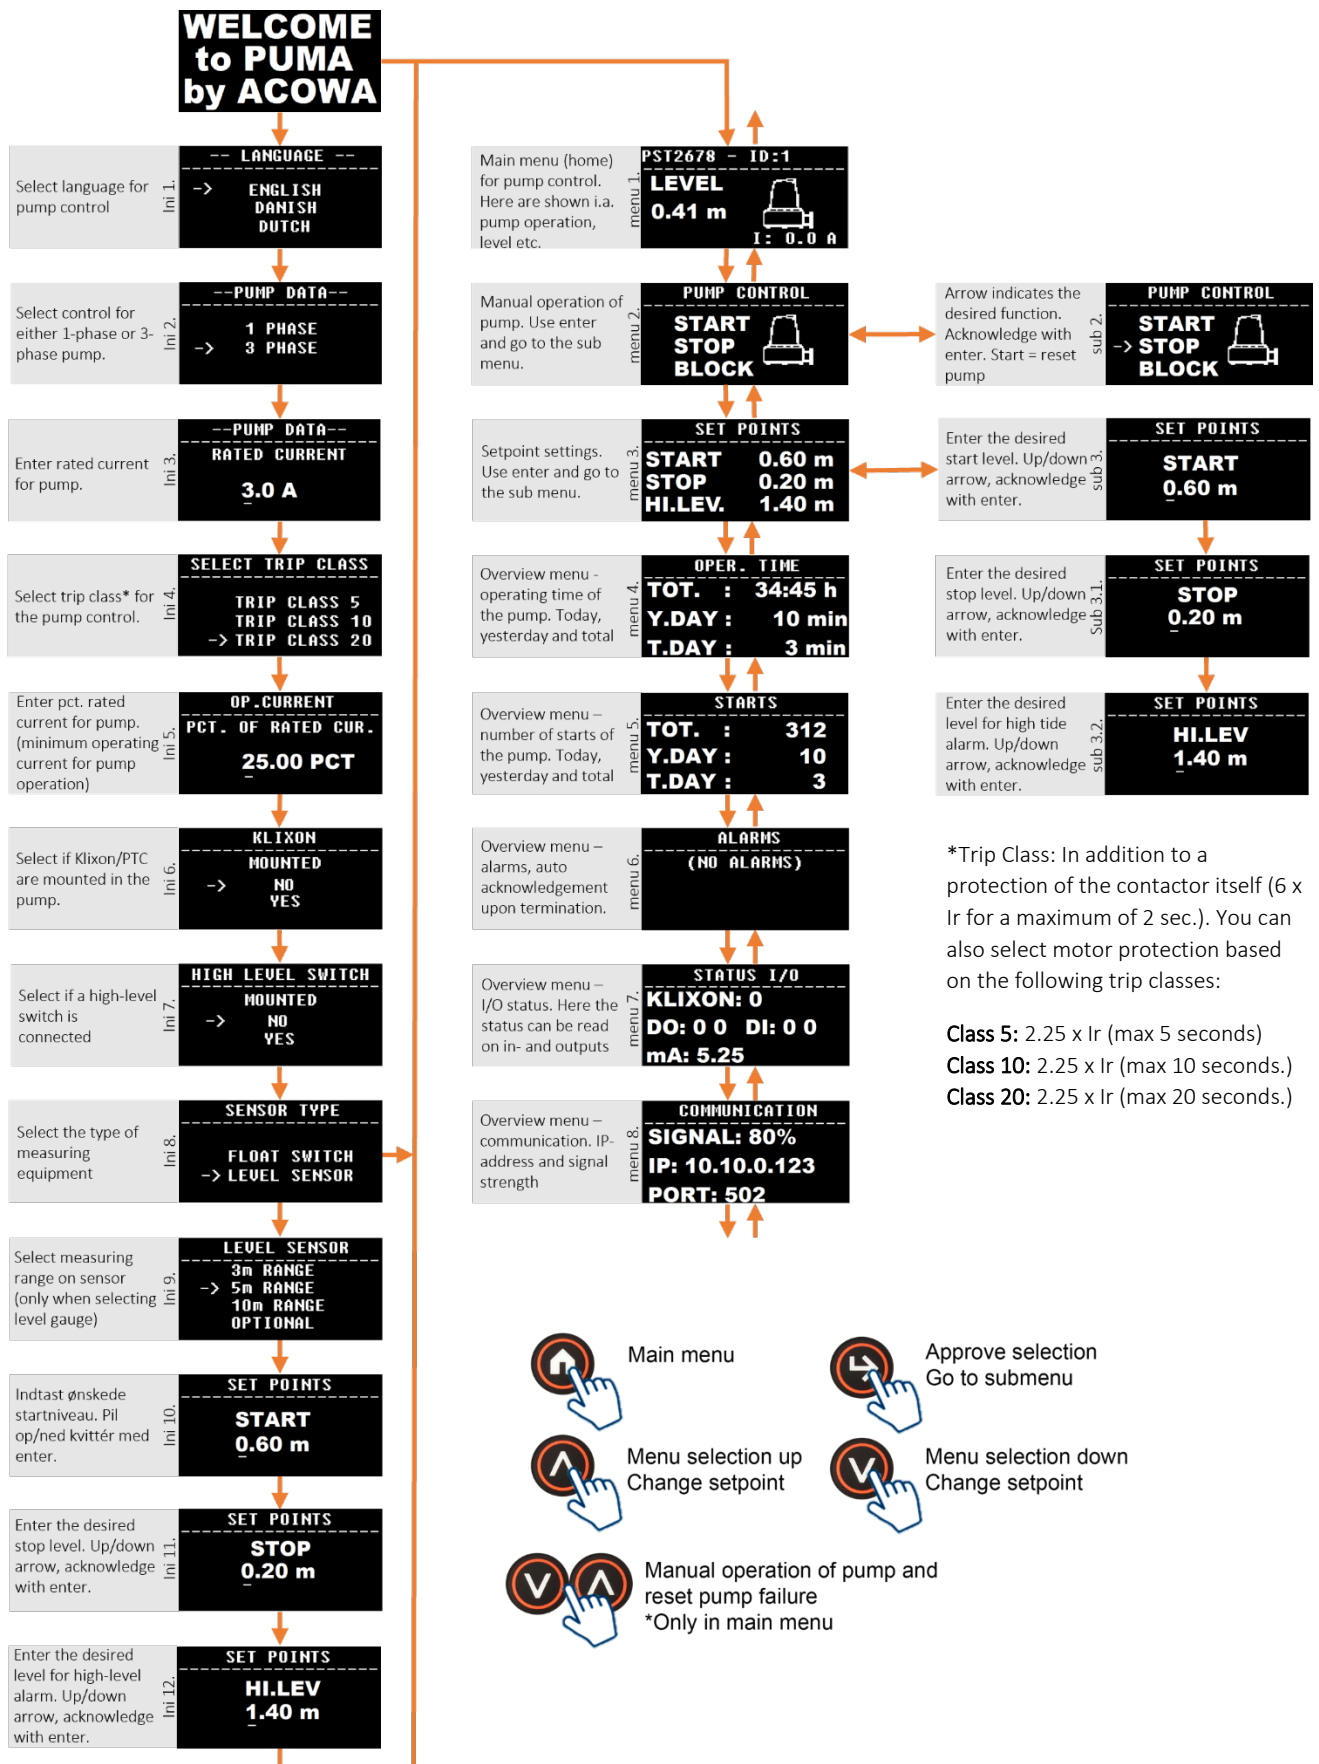 WELCOME
to PUMA
by ACOWA
Select language for
pump control
Ini 1.
-- LANGUAGE --
-> ENGLISH
DANISH
DUTCH
Select control for
either 1-phase or 3-
phase pump.
Ini 2.
--PUMP DATA--
1 PHASE
-> 3 PHASE
Enter rated current
for pump.
Ini 3.
--PUMP DATA--
RATED CURRENT
3.0 A
Select trip class* for
the pump control.
Ini 4.
SELECT TRIP CLASS
TRIP CLASS 5
TRIP CLASS 10
-> TRIP CLASS 20
Enter pct. rated
current for pump.
(minimum operating
current for pump
operation)
Ini 5.
OP.CURRENT
PCT. OF RATED CUR.
25.00 PCT
Select if Klixon/PTC
are mounted in the
pump.
Ini 6.
KLIXON
MOUNTED
-> NO
YES
Select if a high-level
switch is
connected
Ini 7.
HIGH LEVEL SWITCH
MOUNTED
-> NO
YES
Select the type of
measuring
equipment
Ini 8.
SENSOR TYPE
FLOAT SWITCH
-> LEVEL SENSOR
Select measuring
range on sensor
(only when selecting
level gauge)
Ini 9.
LEVEL SENSOR
3m RANGE
-> 5m RANGE
10m RANGE
OPTIONAL
Indtast ønskede
startniveau. Pil
op/ned kvittér med
enter.
Ini 10.
SET POINTS
START
0.60 m
Enter the desired
stop level. Up/down
arrow, acknowledge
with enter.
Ini 11.
SET POINTS
STOP
0.20 m
Enter the desired
level for high-level
alarm. Up/down
arrow, acknowledge
with enter.
Ini 12.
SET POINTS
HI.LEV
1.40 m
Main menu (home)
for pump control.
Here are shown i.a.
pump operation,
level etc.
menu 1.
PST2678 - ID:1
LEVEL
0.41 m
I: 0.0 A
Manual operation of
pump. Use enter
and go to the sub
menu.
menu 2.
PUMP CONTROL
START
STOP
BLOCK
Arrow indicates the
desired function.
Acknowledge with
enter. Start = reset
pump
sub 2.
PUMP CONTROL
START
-> STOP
BLOCK
Setpoint settings.
Use enter and go to
the sub menu.
menu 3.
SET POINTS
START 0.60 m
STOP 0.20 m
HI.LEV. 1.40 m
Enter the desired
start level. Up/down
arrow, acknowledge
with enter.
sub 3.
SET POINTS
START
0.60 m
Overview menu -
operating time of
the pump. Today,
yesterday and total
menu 4.
OPER. TIME
TOT. : 34:45 h
Y.DAY : 10 min
T.DAY : 3 min
Enter the desired
stop level. Up/down
arrow, acknowledge
with enter.
Sub 3.1.
SET POINTS
STOP
0.20 m
Overview menu –
number of starts of
the pump. Today,
yesterday and total
menu 5.
STARTS
TOT. : 312
Y.DAY : 10
T.DAY : 3
Enter the desired
level for high tide
alarm. Up/down
arrow, acknowledge
with enter.
sub 3.2.
SET POINTS
HI.LEV
1.40 m
Overview menu –
alarms, auto
acknowledgement
upon termination.
menu 6.
ALARMS
(NO ALARMS)
Overview menu –
I/O status. Here the
status can be read
on in- and outputs
menu 7.
STATUS I/O
KLIXON: 0
DO: 0 0 DI: 0 0
mA: 5.25
Overview menu –
communication. IP-
address and signal
strength
menu 8.
COMMUNICATION
SIGNAL: 80%
IP: 10.10.0.123
PORT: 502
*Trip Class: In addition to a
protection of the contactor itself (6 x
Ir for a maximum of 2 sec.). You can
also select motor protection based
on the following trip classes:
Class 5: 2.25 x Ir (max 5 seconds)
Class 10: 2.25 x Ir (max 10 seconds.)
Class 20: 2.25 x Ir (max 20 seconds.)
Main menu
Approve selection
Go to submenu
Menu selection up
Change setpoint
Menu selection down
Change setpoint
Manual operation of pump and
reset pump failure
*Only in main menu